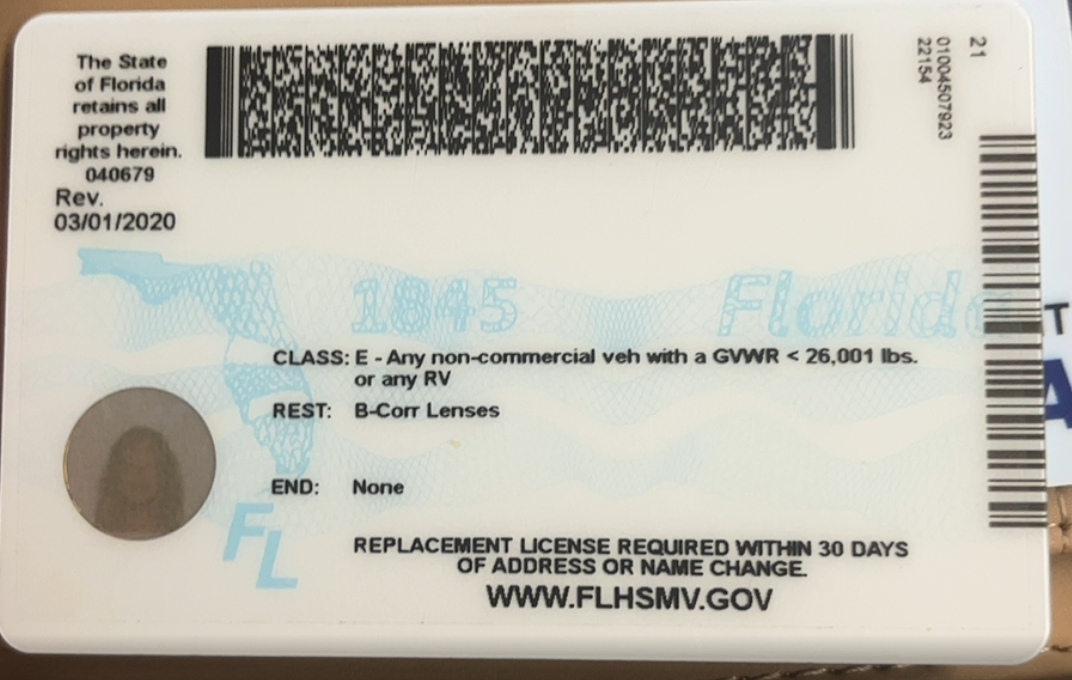 The State
of Florida
retains all
property
rights herein.
040679
Rev.
03/01/2020
21
01004507923
22154
1845
Florida
CLASS: E - Any non-commercial veh with a GVWR < 26,001 lbs.
or any RV
REST: B-Corr Lenses
END: None
FL
REPLACEMENT LICENSE REQUIRED WITHIN 30 DAYS
OF ADDRESS OR NAME CHANGE.
WWW.FLHSMV.GOV
T
A